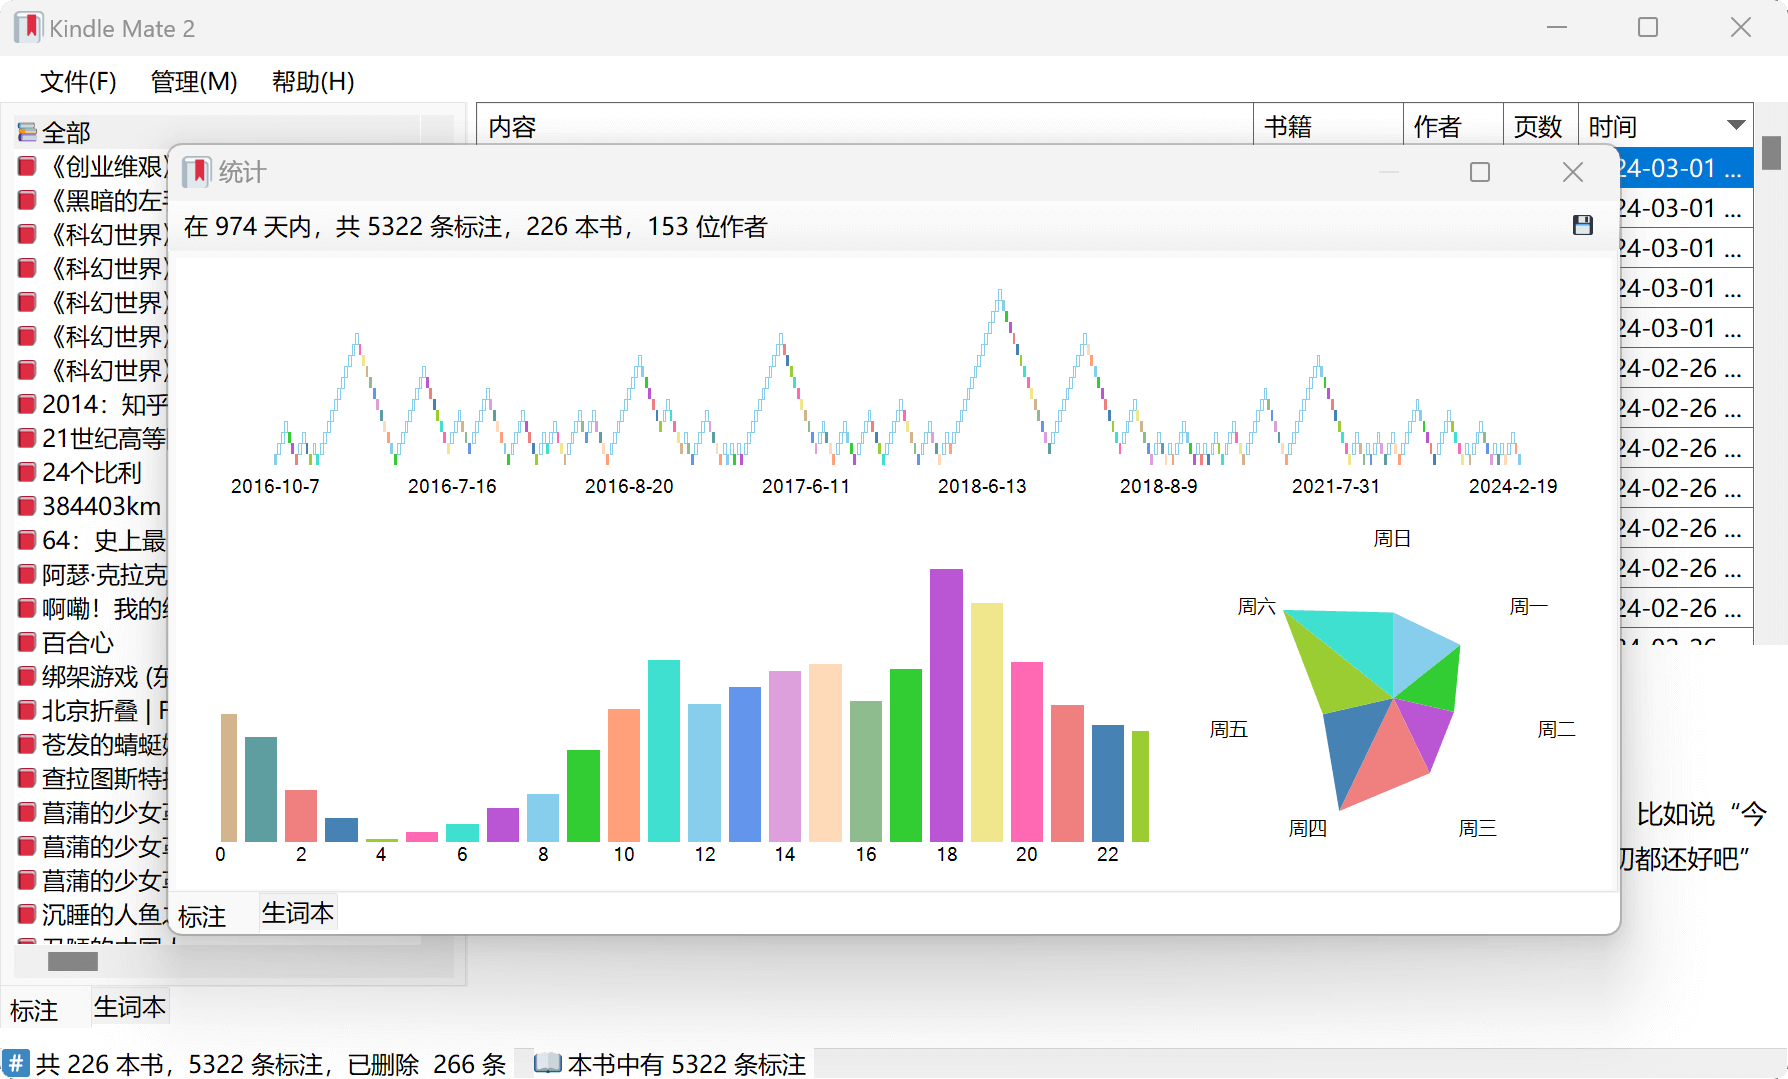 Kindle Mate 2
文件(F) 管理(M) 帮助(H)
全部
《创业维艰》
《黑暗的左手
《科幻世界》
《科幻世界》
《科幻世界》
《科幻世界》
《科幻世界》
2014：知乎
21世纪高等
24个比利
384403km
64：史上最
阿瑟·克拉克
啊嘞！我的
百合心
绑架游戏 (东
北京折叠 | F
苍发的蜻蜓
查拉图斯特拉
菖蒲的少女
菖蒲的少女
菖蒲的少女
沉睡的人鱼
标注 生词本
内容 书籍 作者 页数 时间
24-03-01 ...
24-03-01 ...
24-03-01 ...
24-03-01 ...
24-03-01 ...
24-02-26 ...
24-02-26 ...
24-02-26 ...
24-02-26 ...
24-02-26 ...
24-02-26 ...
24-02-26 ...
统计
在 974 天内，共 5322 条标注，226 本书，153 位作者
2016-10-7 2016-7-16 2016-8-20 2017-6-11 2018-6-13 2018-8-9 2021-7-31 2024-2-19
0 2 4 6 8 10 12 14 16 18 20 22
周日
周六 周一
周五 周二
周四 周三
标注 生词本
比如说“今
都还好吧”
# 共 226 本书，5322 条标注，已删除 266 条
本书中有 5322 条标注